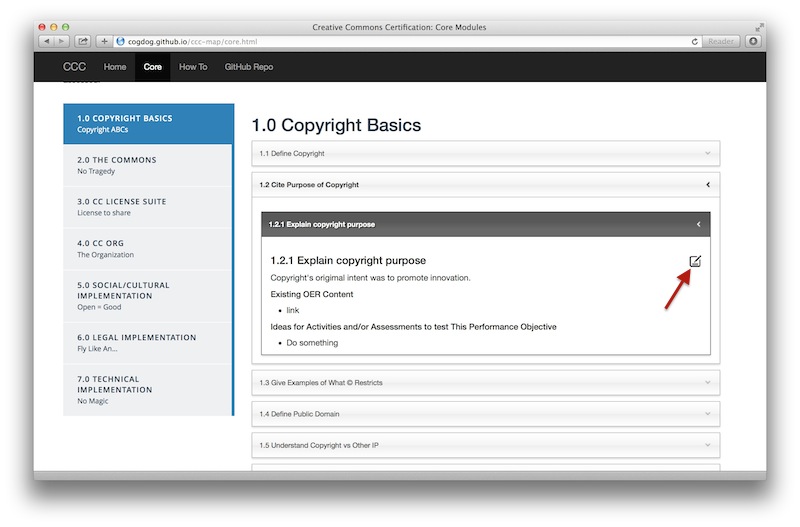 Creative Commons Certification: Core Modules
cogdog.github.io/ccc-map/core.html
Reader
CCC Home Core How To GitHub Repo
1.0 COPYRIGHT BASICS
Copyright ABCs
2.0 THE COMMONS
No Tragedy
3.0 CC LICENSE SUITE
License to share
4.0 CC ORG
The Organization
5.0 SOCIAL/CULTURAL
IMPLEMENTATION
Open = Good
6.0 LEGAL IMPLEMENTATION
Fly Like An...
7.0 TECHNICAL
IMPLEMENTATION
No Magic
1.0 Copyright Basics
1.1 Define Copyright
1.2 Cite Purpose of Copyright
1.2.1 Explain copyright purpose
1.2.1 Explain copyright purpose
Copyright's origimal intent was to promote innovation.
Existing OER Content
• link
Ideas for Activities and/or Assessments to test This Performance Objective
• Do something
1.3 Give Examples of What © Restricts
1.4 Define Public Domain
1.5 Understand Copyright vs Other IP